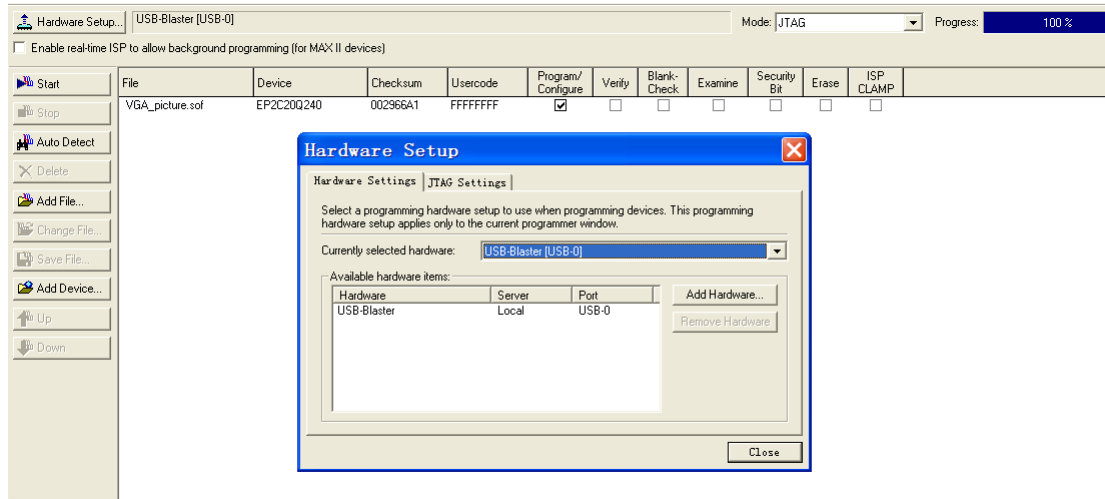 Hardware Setup... USB-Blaster [USB-0] Mode: JTAG Progress: 100 %
Enable real-time ISP to allow background programming (for MAX II devices)
Start
Stop
Auto Detect
Delete
Add File...
Change File...
Save File...
Add Device...
Up
Down
File Device Checksum Usercode Program/ Configure Verify Blank- Check Examine Security Bit Erase ISP CLAMP
VGA_picture.sof EP2C20Q240 002966A1 FFFFFFFF
Hardware Setup
Hardware Settings JTAG Settings
Select a programming hardware setup to use when programming devices. This programming
hardware setup applies only to the current programmer window.
Currently selected hardware: USB-Blaster [USB-0]
Available hardware items:
Hardware Server Port
USB-Blaster Local USB-0
Add Hardware...
Remove Hardware
Close